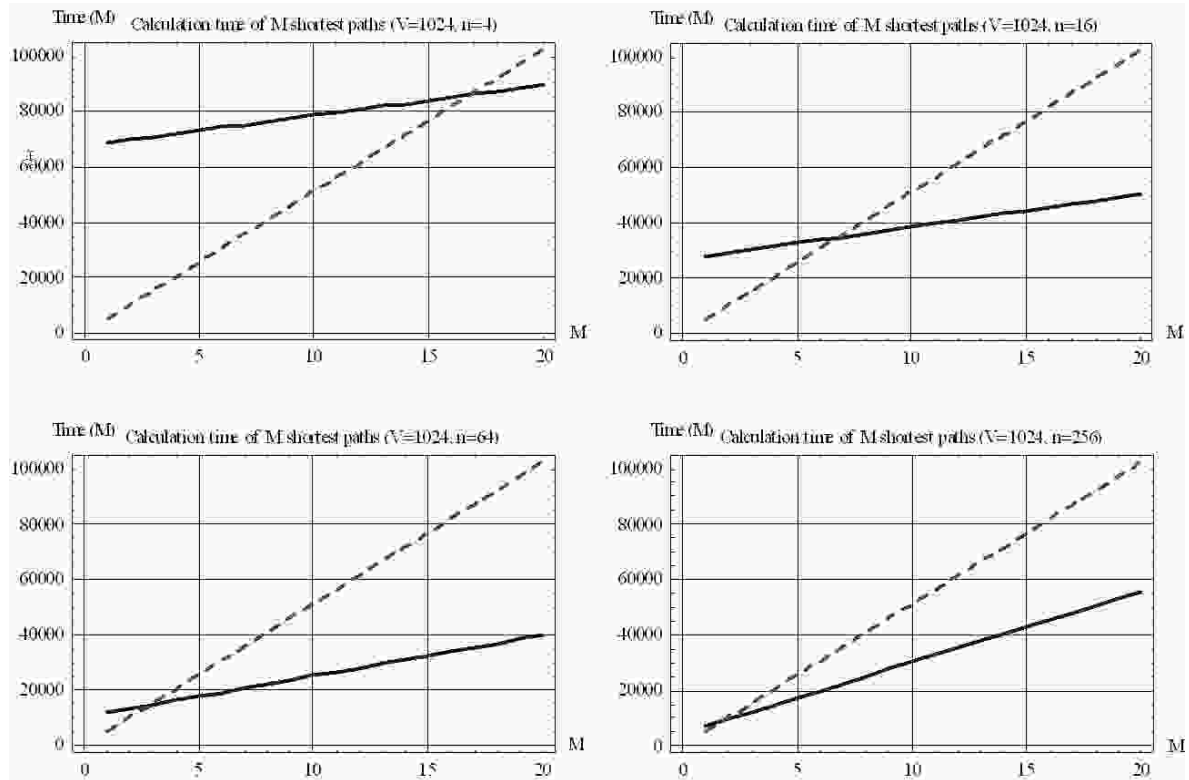 Time (M)
Calculation time of M shortest paths (V=1024, n=4)
100000
80000
60000
40000
20000
0
0 5 10 15 20
M
Time (M)
Calculation time of M shortest paths (V=1024, n=16)
100000
80000
60000
40000
20000
0
0 5 10 15 20
M
Time (M)
Calculation time of M shortest paths (V=1024, n=64)
100000
80000
60000
40000
20000
0
0 5 10 15 20
M
Time (M)
Calculation time of M shortest paths (V=1024, n=256)
100000
80000
60000
40000
20000
0
0 5 10 15 20
M